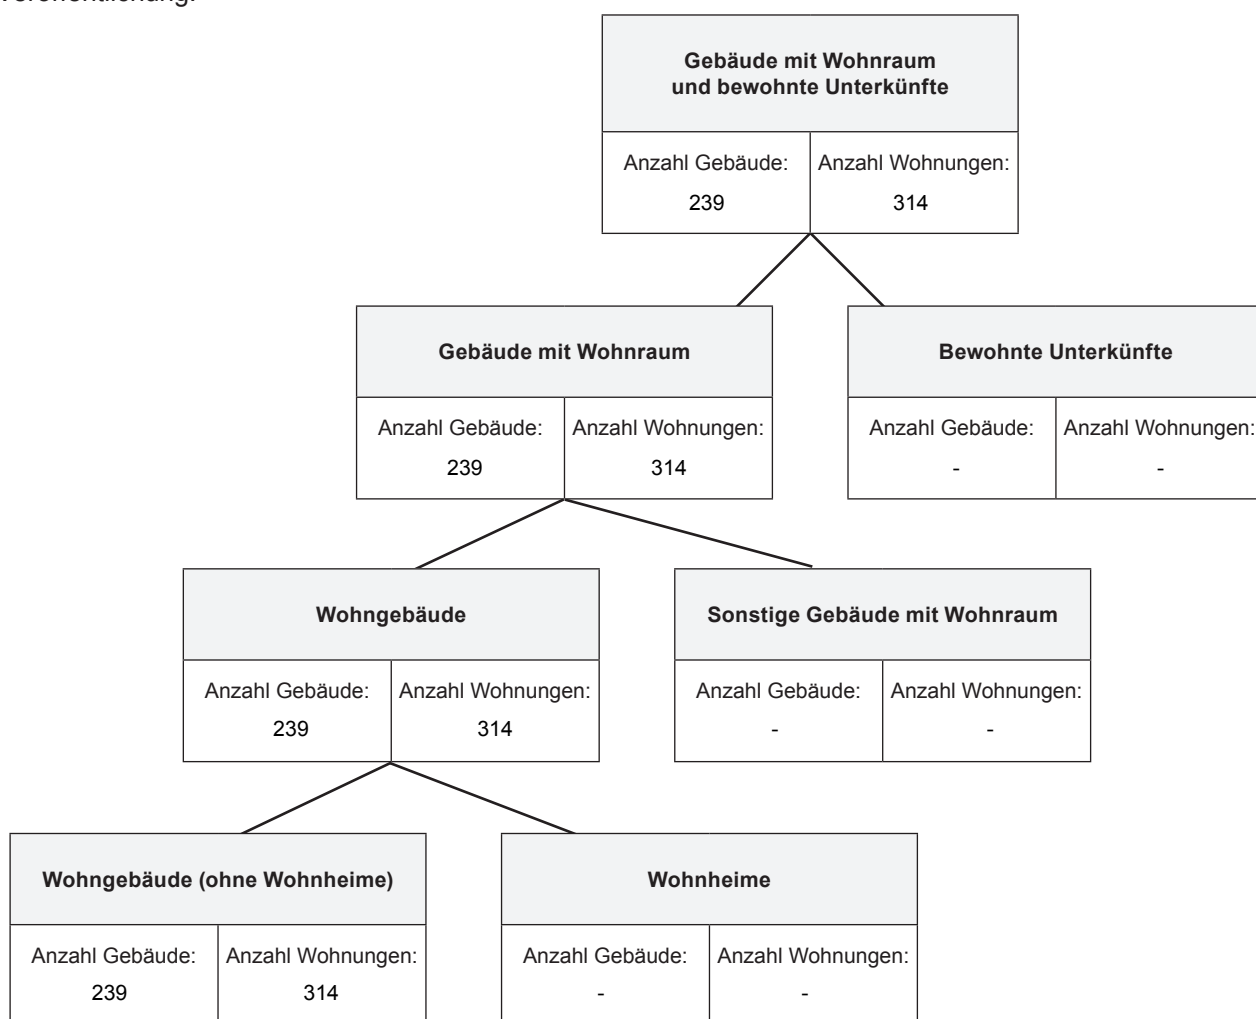 Veröffentlichung.
Gebäude mit Wohnraum
und bewohnte Unterkünfte
Anzahl Gebäude: Anzahl Wohnungen:
239 314
Gebäude mit Wohnraum Bewohnte Unterkünfte
Anzahl Gebäude: Anzahl Wohnungen: Anzahl Gebäude: Anzahl Wohnungen:
239 314 - -
Wohngebäude Sonstige Gebäude mit Wohnraum
Anzahl Gebäude: Anzahl Wohnungen: Anzahl Gebäude: Anzahl Wohnungen:
239 314 - -
Wohngebäude (ohne Wohnheime) Wohnheime
Anzahl Gebäude: Anzahl Wohnungen: Anzahl Gebäude: Anzahl Wohnungen:
239 314 - -